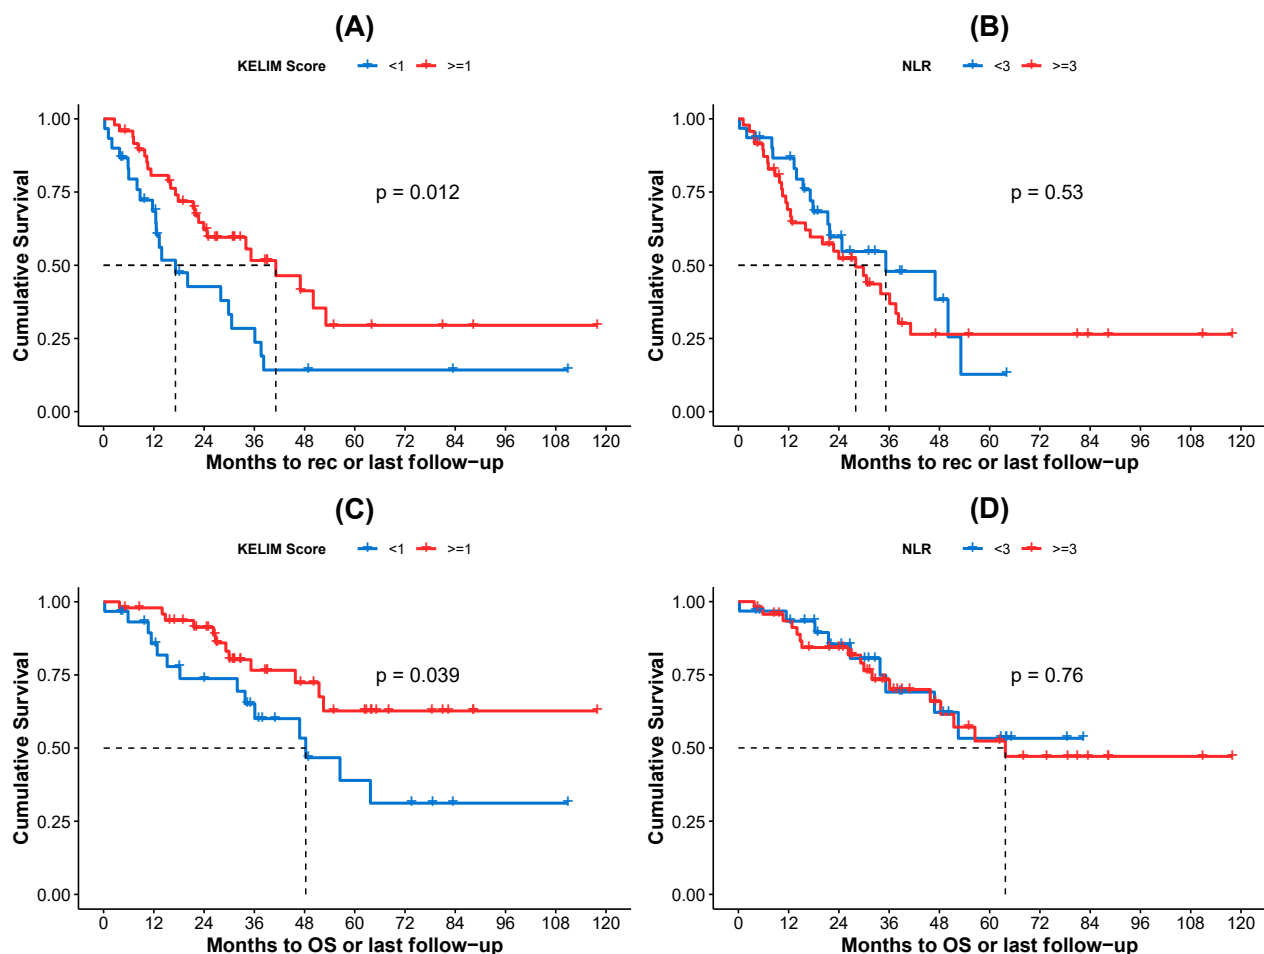 (A)
KELIM Score <1 >=1
1.00
0.75
0.50
0.25
0.00
Cumulative Survival
p = 0.012
0 12 24 36 48 60 72 84 96 108 120
Months to rec or last follow−up
(B)
NLR <3 >=3
1.00
0.75
0.50
0.25
0.00
Cumulative Survival
p = 0.53
0 12 24 36 48 60 72 84 96 108 120
Months to rec or last follow−up
(C)
KELIM Score <1 >=1
1.00
0.75
0.50
0.25
0.00
Cumulative Survival
p = 0.039
0 12 24 36 48 60 72 84 96 108 120
Months to OS or last follow−up
(D)
NLR <3 >=3
1.00
0.75
0.50
0.25
0.00
Cumulative Survival
p = 0.76
0 12 24 36 48 60 72 84 96 108 120
Months to OS or last follow−up